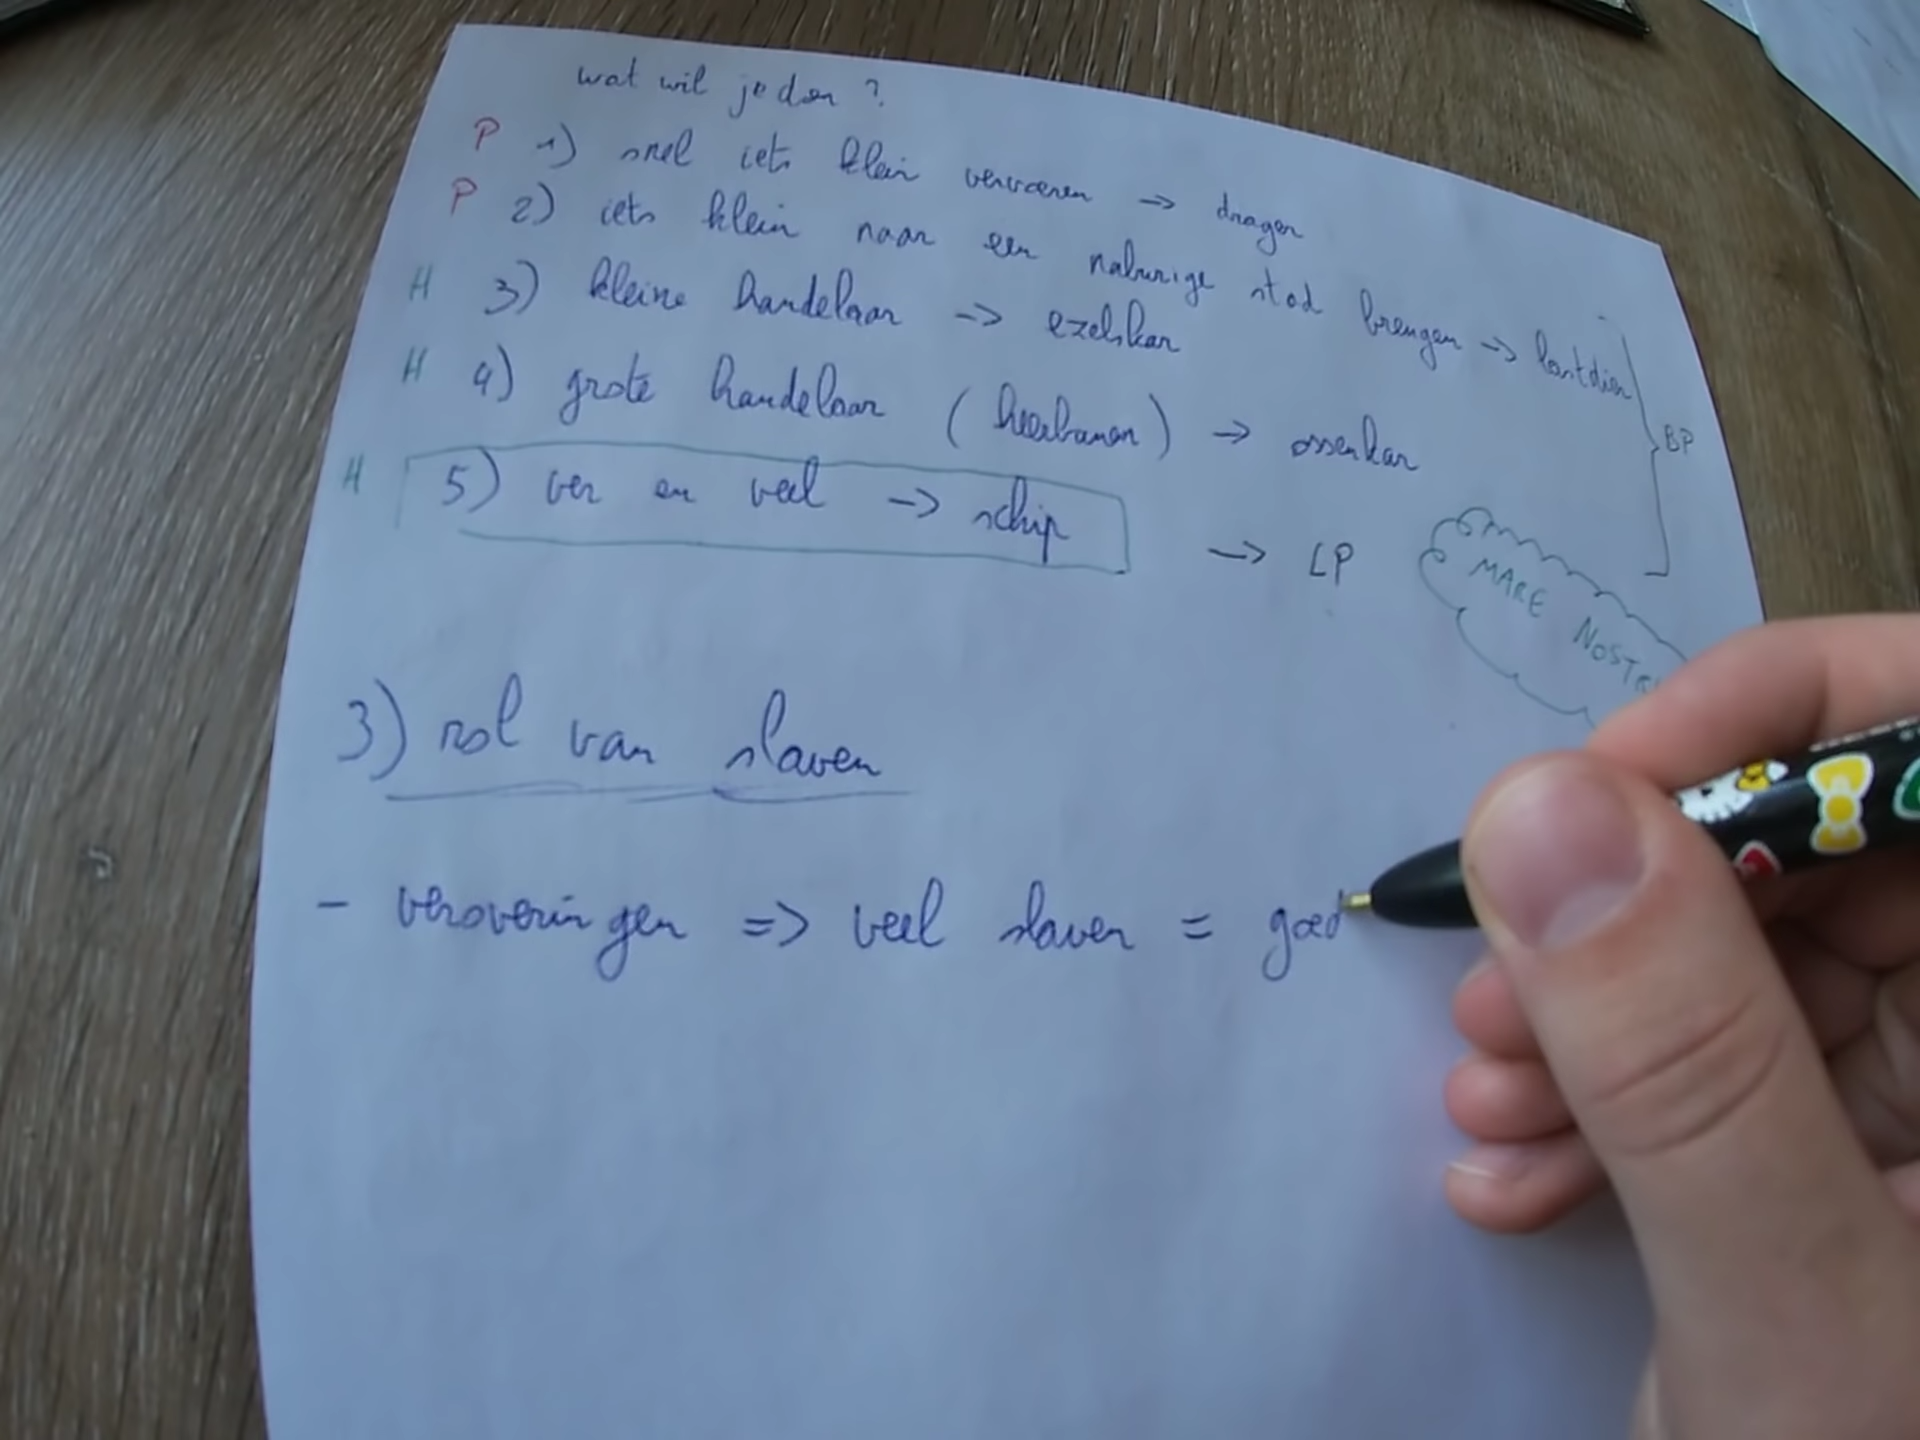 wat wil je doen?
P 1) snel iets klein vervoeren -> dragen
P 2) iets klein naar een naburige stad brengen -> lastdier
H 3) kleine handelaar -> ezelskar
H 4) grote handelaar (heerbanen) -> ossenkar
BP
H 5) ver en veel -> schip -> LP
MARE NOSTR
3) rol van slaven
- veroveringen => veel slaven = goed